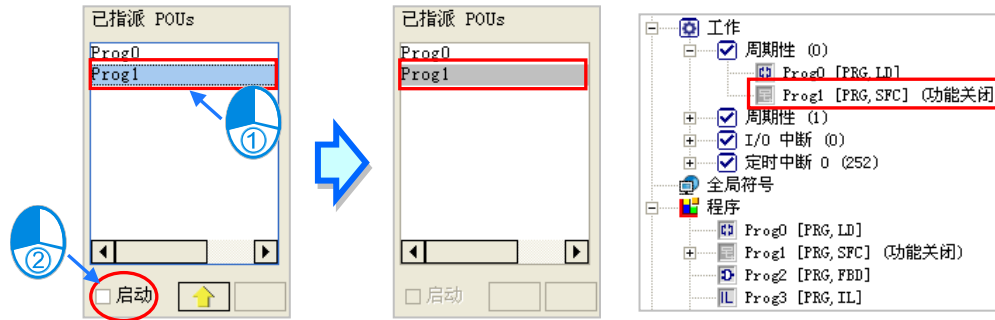 已指派 POUs
Prog0
Prog1
①
②
启动
已指派 POUs
Prog0
Prog1
启动
工作
周期性 (0)
Prog0 [PRG,LD]
Prog1 [PRG,SFC] (功能关闭
周期性 (1)
I/O 中断 (0)
定时中断 0 (252)
全局符号
程序
Prog0 [PRG,LD]
Prog1 [PRG,SFC] (功能关闭)
Prog2 [PRG,FBD]
IL Prog3 [PRG,IL]